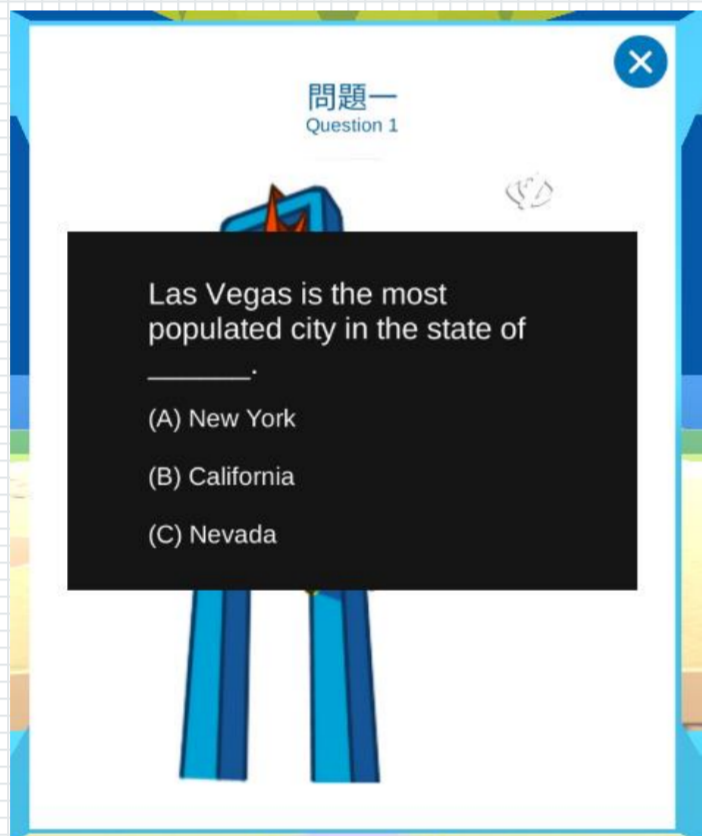 問題一
Question 1
Las Vegas is the most
populated city in the state of
______.
(A) New York
(B) California
(C) Nevada